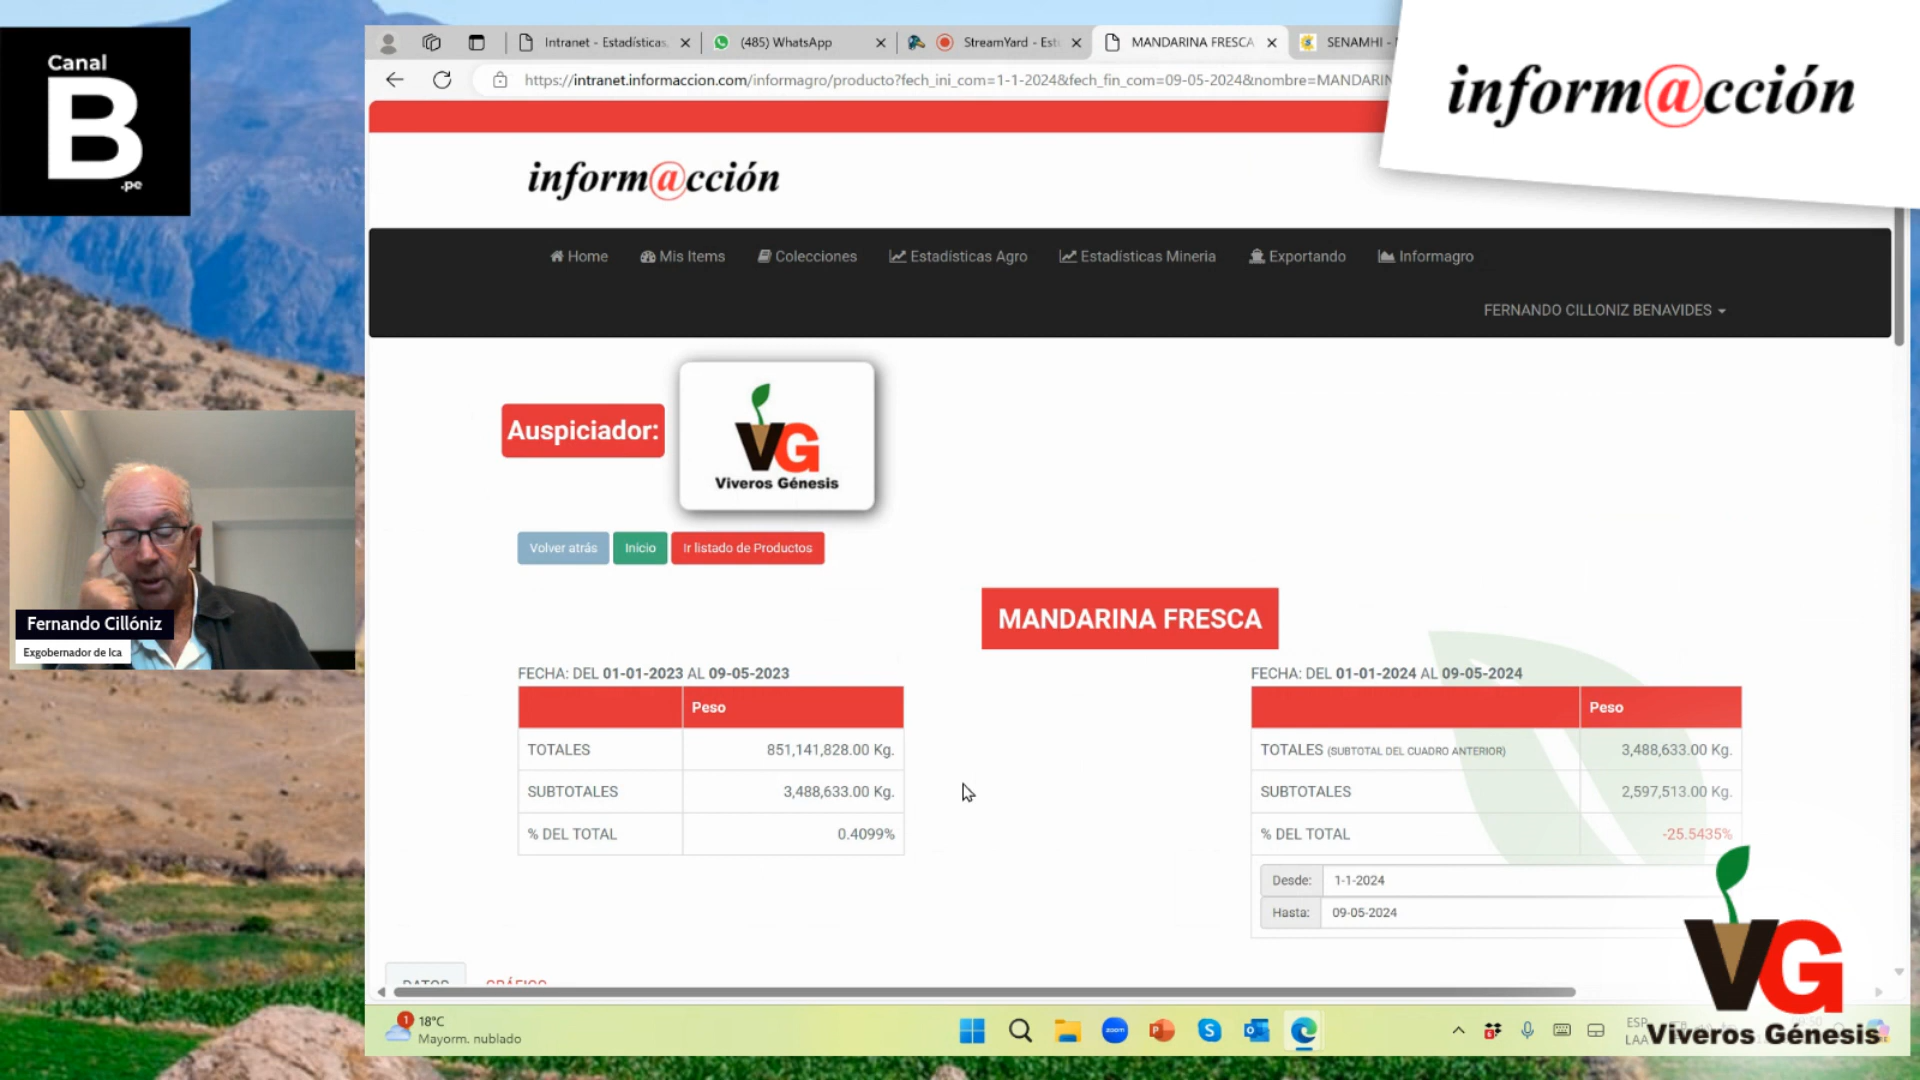 Canal
B
.pe
Intranet - Estadísticas
(485) WhatsApp
StreamYard - Est
MANDARINA FRESCA
SENAMHI -
https://intranet.informaccion.com/informagro/producto?fech_ini_com=1-1-2024&fech_fin_com=09-05-2024&nombre=MANDARIN
inform@cción
inform@cción
Home
Mis Items
Colecciones
Estadísticas Agro
Estadísticas Mineria
Exportando
Informagro
FERNANDO CILLONIZ BENAVIDES
Auspiciador:
VG
Viveros Génesis
Volver atrás
Inicio
Ir listado de Productos
MANDARINA FRESCA
FECHA: DEL 01-01-2023 AL 09-05-2023
Peso
TOTALES 851,141,828.00 Kg.
SUBTOTALES 3,488,633.00 Kg.
% DEL TOTAL 0.4099%
FECHA: DEL 01-01-2024 AL 09-05-2024
Peso
TOTALES (SUBTOTAL DEL CUADRO ANTERIOR) 3,488,633.00 Kg.
SUBTOTALES 2,597,513.00 Kg.
% DEL TOTAL -25.5435%
Desde: 1-1-2024
Hasta: 09-05-2024
DATOS
GRÁFICO
Fernando Cillóniz
Exgobernador de Ica
1
18°C
Mayorm. nublado
zoom
ESP
LAA
VG
Viveros Génesis